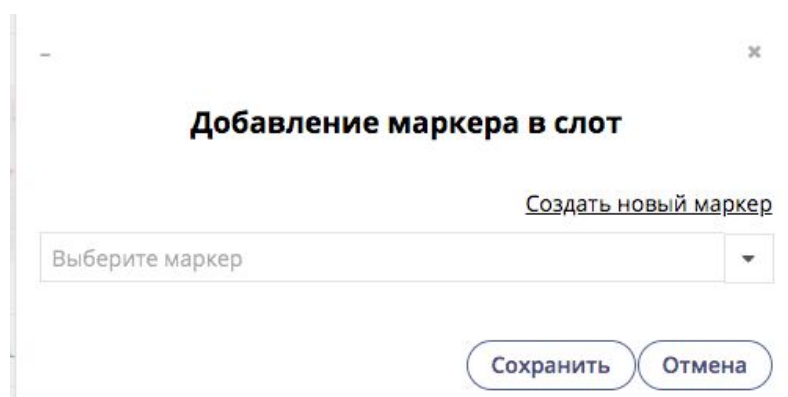 Добавление маркера в слот
Создать новый маркер
Выберите маркер
Сохранить Отмена